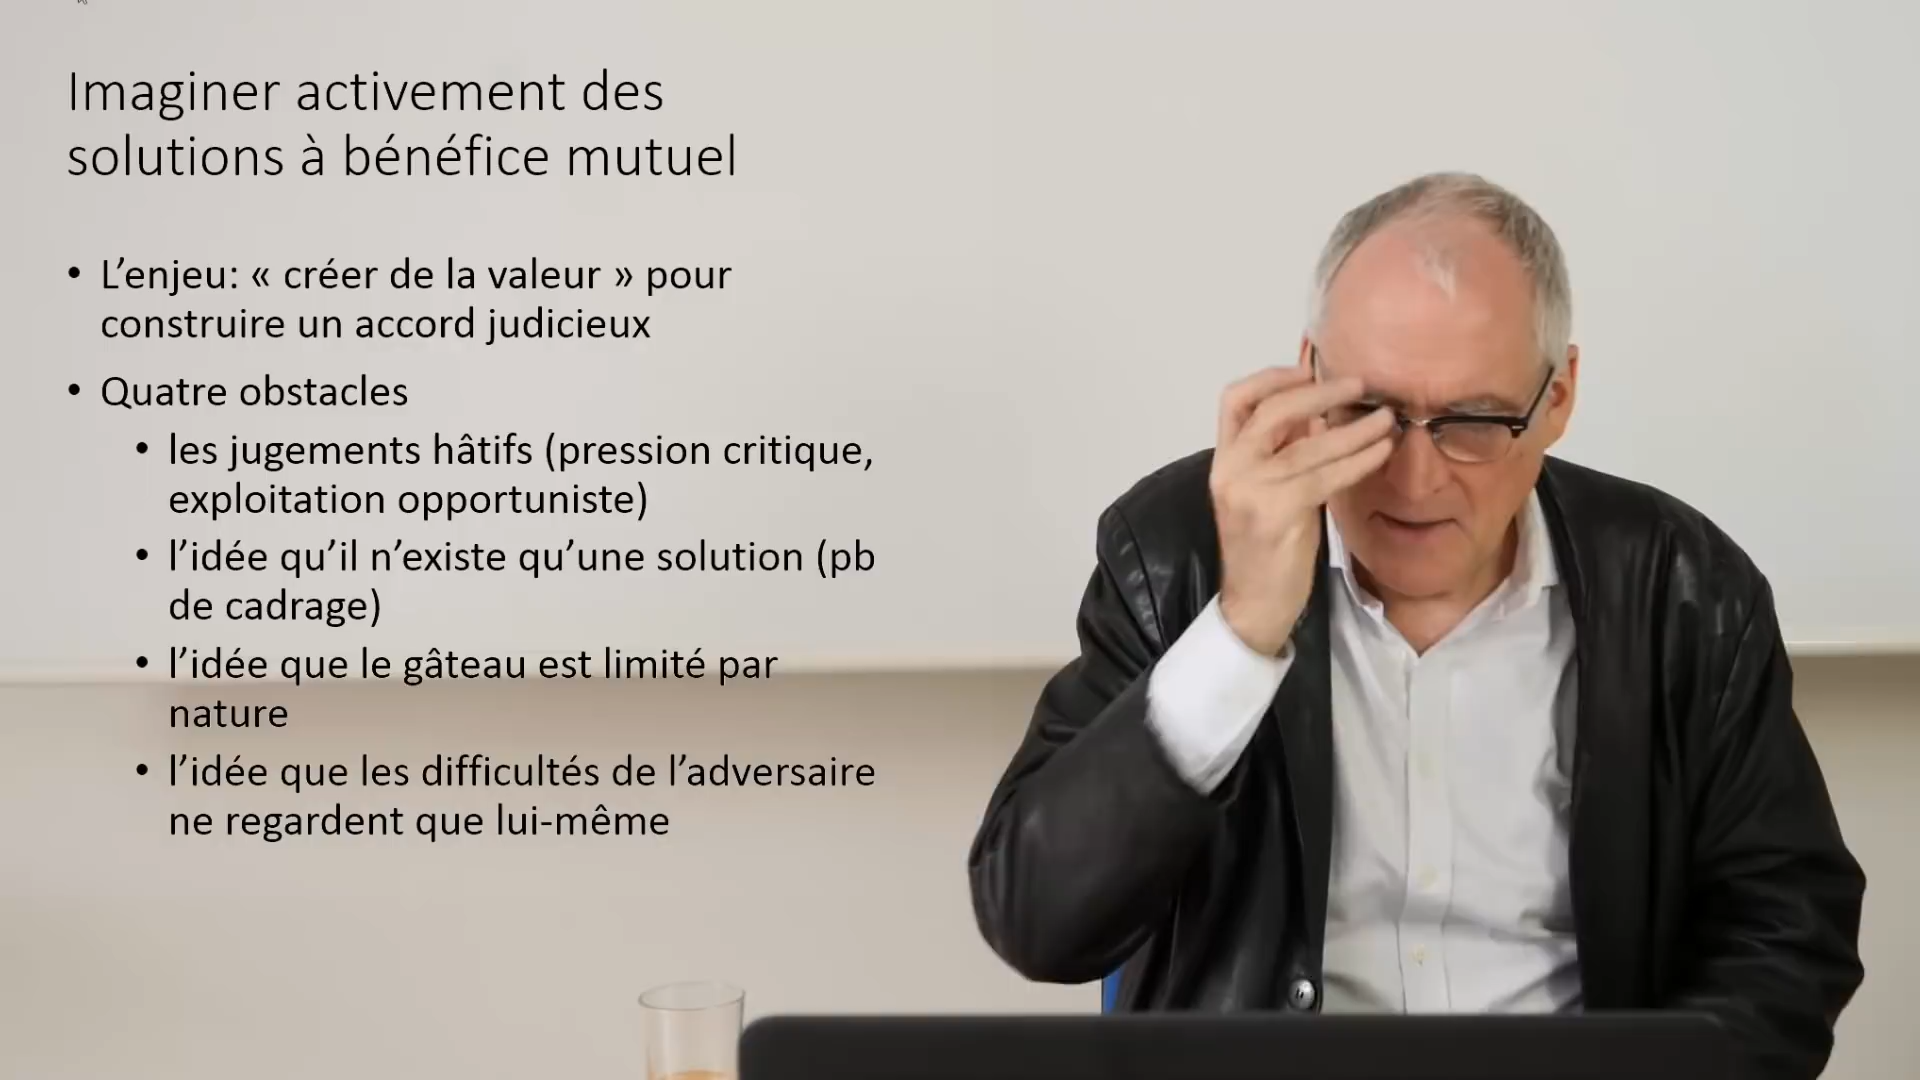 Imaginer activement des
solutions à bénéfice mutuel
• L’enjeu: « créer de la valeur » pour
construire un accord judicieux
• Quatre obstacles
• les jugements hâtifs (pression critique,
exploitation opportuniste)
• l’idée qu’il n’existe qu’une solution (pb
de cadrage)
• l’idée que le gâteau est limité par
nature
• l’idée que les difficultés de l’adversaire
ne regardent que lui-même